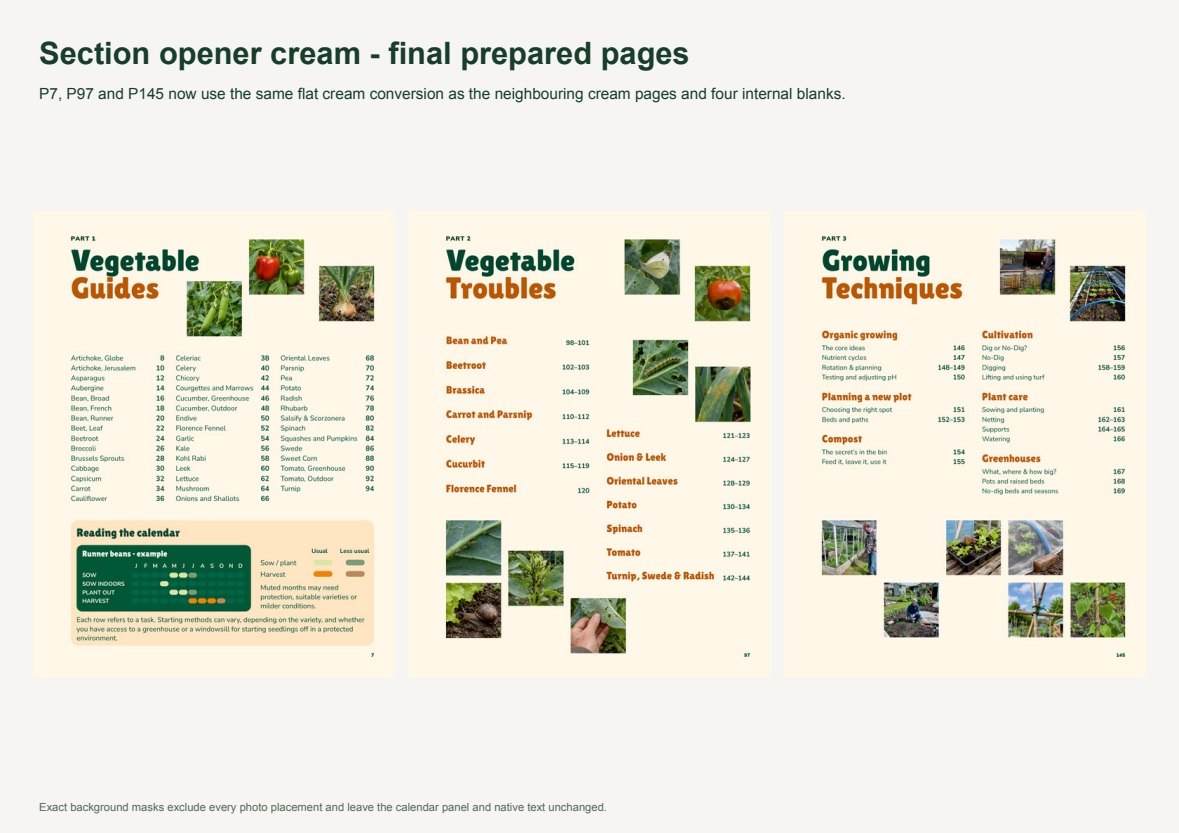 Section opener cream - final prepared pages
P7, P97 and P145 now use the same flat cream conversion as the neighbouring cream pages and four internal blanks.
PART 1
Vegetable
Guides
Artichoke, Globe 8
Artichoke, Jerusalem 10
Asparagus 12
Aubergine 14
Bean, Broad 16
Bean, French 18
Bean, Runner 20
Beet, Leaf 22
Beetroot 24
Broccoli 26
Brussels Sprouts 28
Cabbage 30
Capsicum 32
Carrot 34
Cauliflower 36
Celeriac 38
Celery 40
Chicory 42
Courgettes and Marrows 44
Cucumber, Greenhouse 46
Cucumber, Outdoor 48
Endive 50
Florence Fennel 52
Garlic 54
Kale 56
Kohl Rabi 58
Leek 60
Lettuce 62
Mushroom 64
Onions and Shallots 66
Oriental Leaves 68
Parsnip 70
Pea 72
Potato 74
Radish 76
Rhubarb 78
Salsify & Scorzonera 80
Spinach 82
Squashes and Pumpkins 84
Swede 86
Sweet Corn 88
Tomato, Greenhouse 90
Tomato, Outdoor 92
Turnip 94
Reading the calendar
Runner beans - example
J F M A M J J A S O N D
SOW
SOW INDOORS
PLANT OUT
HARVEST
Usual Less usual
Sow / plant
Harvest
Muted months may need
protection, suitable varieties or
milder conditions.
Each row refers to a task. Starting methods can vary, depending on the variety, and whether
you have access to a greenhouse or a windowsill for starting seedlings off in a protected
environment.
7
PART 2
Vegetable
Troubles
Bean and Pea 98–101
Beetroot 102–103
Brassica 104–109
Carrot and Parsnip 110–112
Celery 113–114
Cucurbit 115–119
Florence Fennel 120
Lettuce 121–123
Onion & Leek 124–127
Oriental Leaves 128–129
Potato 130–134
Spinach 135–136
Tomato 137–141
Turnip, Swede & Radish 142–144
97
PART 3
Growing
Techniques
Organic growing
The core ideas 146
Nutrient cycles 147
Rotation & planning 148–149
Testing and adjusting pH 150
Planning a new plot
Choosing the right spot 151
Beds and paths 152–153
Compost
The secret's in the bin 154
Feed it, leave it, use it 155
Cultivation
Dig or No-Dig? 156
No-Dig 157
Digging 158–159
Lifting and using turf 160
Plant care
Sowing and planting 161
Netting 162–163
Supports 164–165
Watering 166
Greenhouses
What, where & how big? 167
Pots and raised beds 168
No-dig beds and seasons 169
145
Exact background masks exclude every photo placement and leave the calendar panel and native text unchanged.